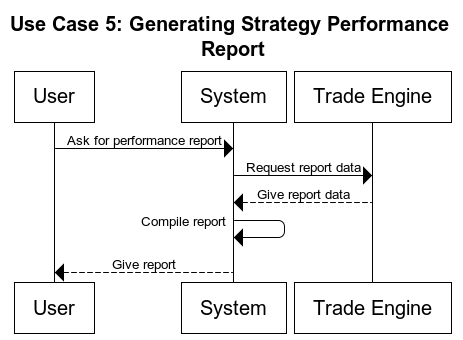 Use Case 5: Generating Strategy Performance
Report
User
System
Trade Engine
Ask for performance report
Request report data
Give report data
Compile report
Give report
User
System
Trade Engine